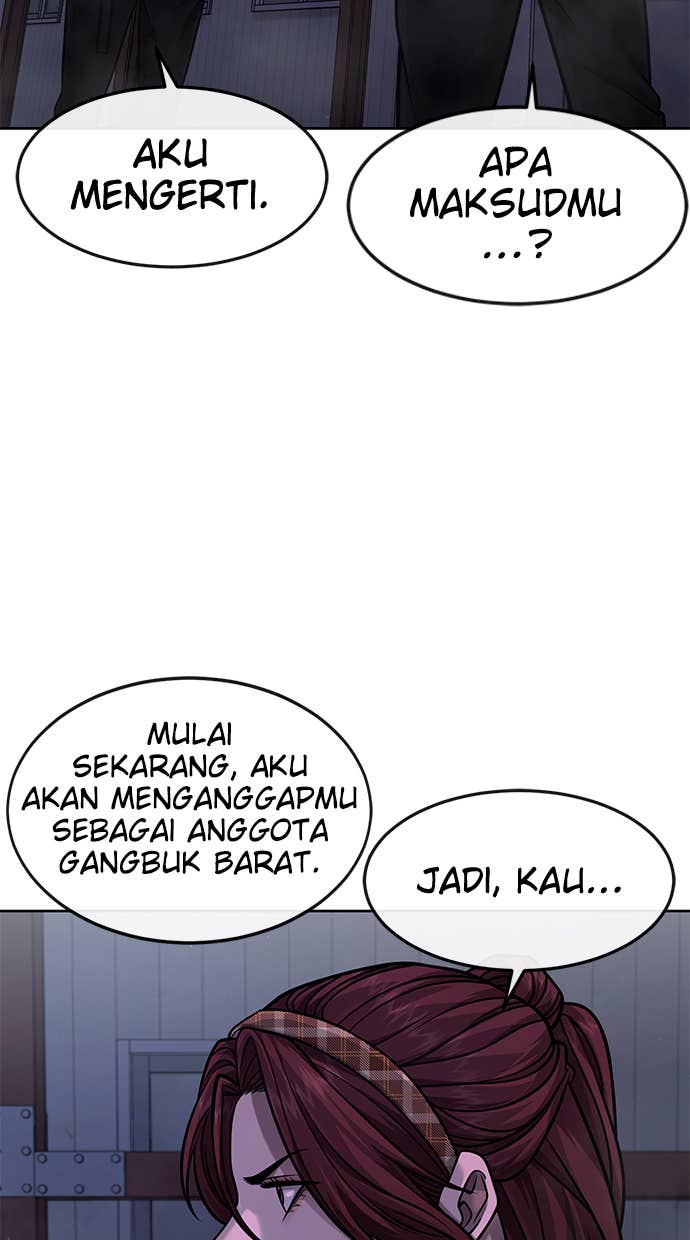 AKU
MENGERTI.
APA
MAKSUDMU
...?
MULAI
SEKARANG, AKU
AKAN MENGANGGAPMU
SEBAGAI ANGGOTA
GANGBUK BARAT.
JADI, KAU...